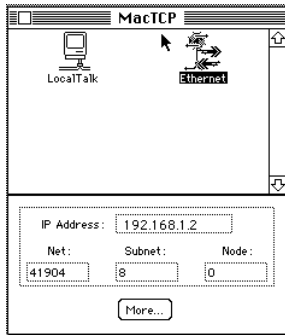 MacTCP
LocalTalk
Ethernet
IP Address: 192.168.1.2
Net: Subnet: Node:
41904 8 0
More...